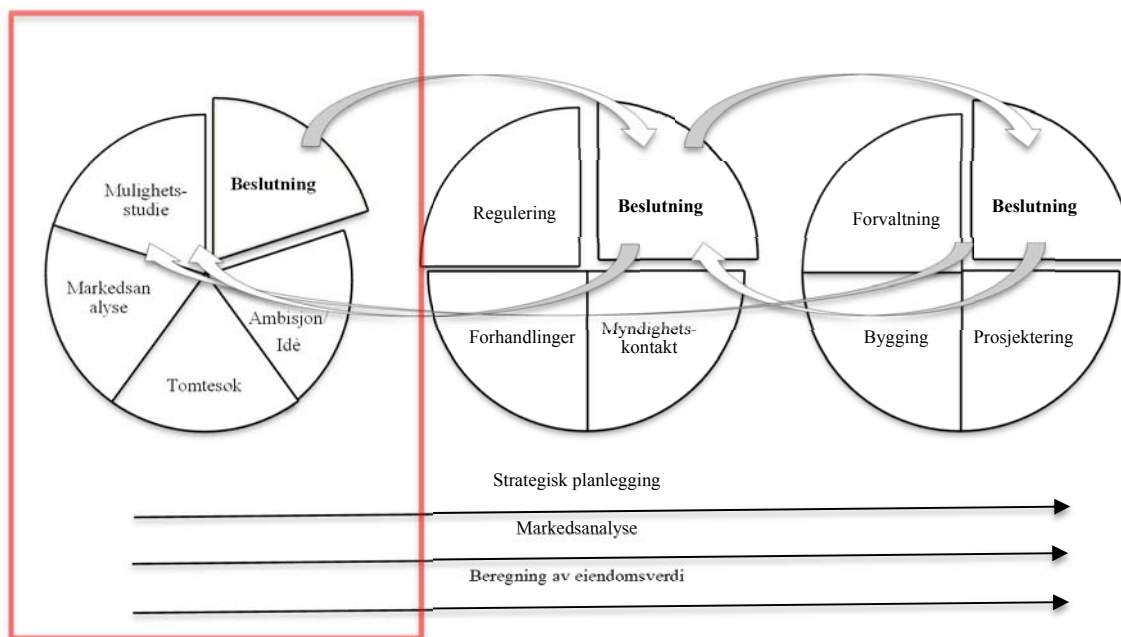 Mulighets-
studie
Beslutning
Markedsan
alyse
Ambisjon/
Idè
Tomtesøk
Regulering
Beslutning
Forhandlinger
Myndighets-
kontakt
Forvaltning
Beslutning
Bygging
Prosjektering
Strategisk planlegging
Markedsanalyse
Beregning av eiendomsverdi